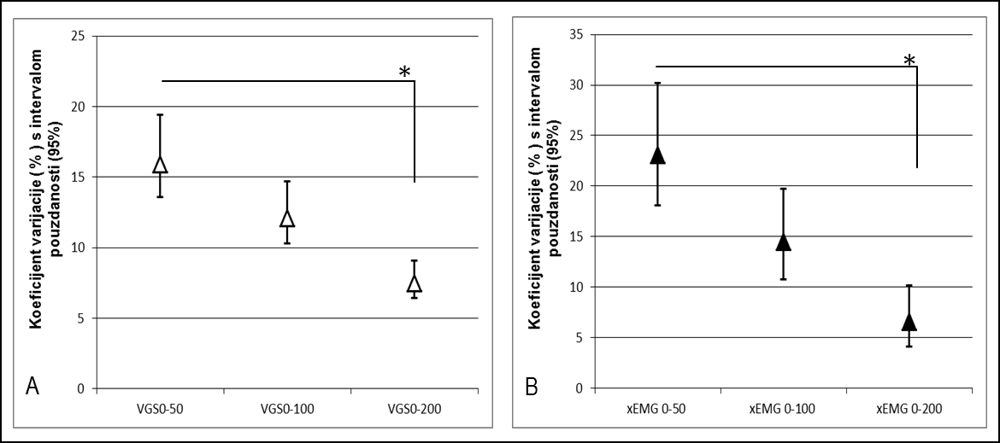 Koeficijent varijacije (%) s intervalom
pouzdanosti (95%)
25
20
15
10
5
0
*
VGS0-50 VGS0-100 VGS0-200
A
Koeficijent varijacije (%) s intervalom
pouzdanosti (95%)
35
30
25
20
15
10
5
0
*
xEMG 0-50 xEMG 0-100 xEMG 0-200
B